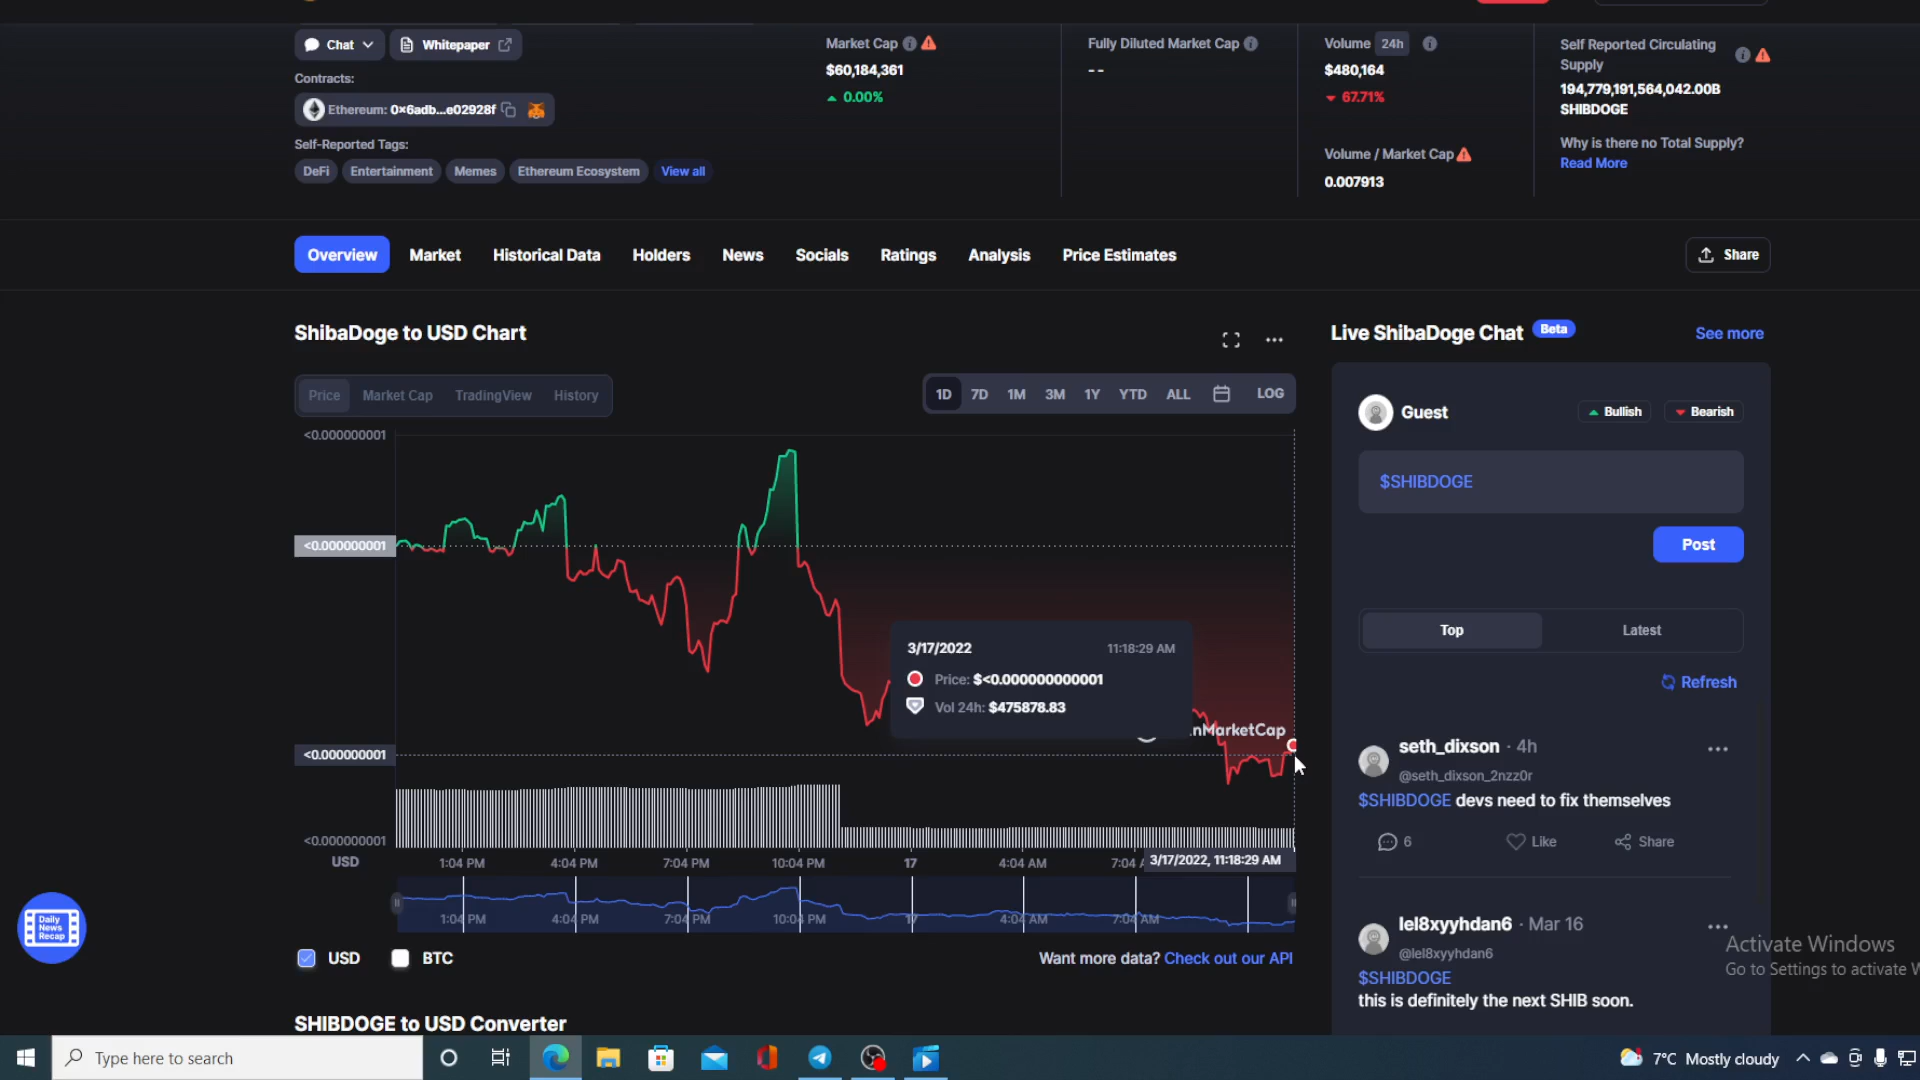 Chat
Whitepaper
Market Cap
$60,184,361
0.00%
Fully Diluted Market Cap
- -
Volume 24h
$480,164
67.71%
Volume / Market Cap
0.007913
Self Reported Circulating
Supply
194,779,191,564,042.00B
SHIBDOGE
Why is there no Total Supply?
Read More
Contracts:
Ethereum: 0x6adb...e02928f
Self-Reported Tags:
DeFi Entertainment Memes Ethereum Ecosystem View all
Overview Market Historical Data Holders News Socials Ratings Analysis Price Estimates Share
ShibaDoge to USD Chart
Price Market Cap TradingView History
1D 7D 1M 3M 1Y YTD ALL LOG
<0.000000001
<0.000000001
<0.000000001
<0.000000001
USD
3/17/2022 11:18:29 AM
Price: $<0.000000000001
Vol 24h: $475878.83
nMarketCap
1:04 PM 4:04 PM 7:04 PM 10:04 PM 17 4:04 AM 7:04 A 3/17/2022, 11:18:29 AM
1:04 PM 4:04 PM 7:04 PM 10:04 PM 17 4:04 AM 7:04 AM
USD BTC
Want more data? Check out our API
SHIBDOGE to USD Converter
Daily
News
Recap
Live ShibaDoge Chat Beta See more
Guest Bullish Bearish
$SHIBDOGE
Post
Top Latest
Refresh
seth_dixson · 4h
@seth_dixson_2nzz0r
$SHIBDOGE devs need to fix themselves
6 Like Share
lel8xyyhdan6 · Mar 16
@lel8xyyhdan6
$SHIBDOGE
this is definitely the next SHIB soon.
Activate Windows
Go to Settings to activate W
Type here to search
7°C Mostly cloudy